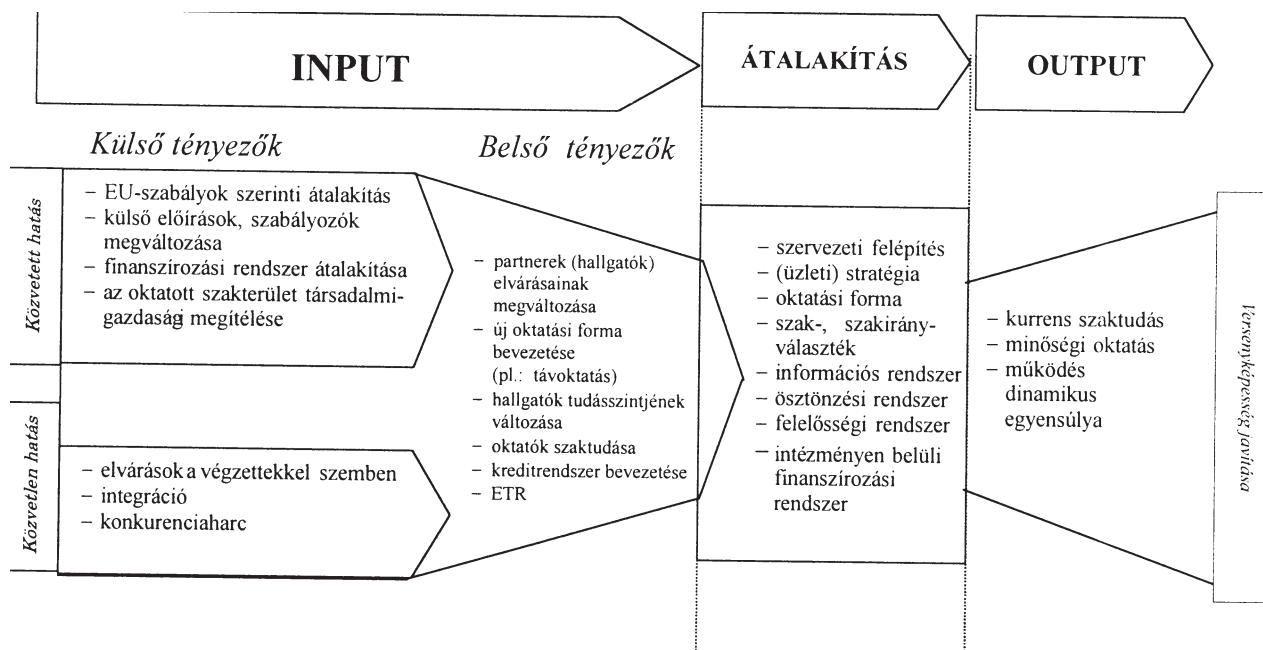 INPUT
ÁTALAKÍTÁS
OUTPUT
Külső tényezők
Belső tényezők
Közvetett hatás
– EU-szabályok szerinti átalakítás
– külső előírások, szabályozók
megváltozása
– finanszírozási rendszer átalakítása
– az oktatott szakterület társadalmi-
gazdasági megítélése
Közvetlen hatás
– elvárások a végzettekkel szemben
– integráció
– konkurenciaharc
– partnerek (hallgatók)
elvárásainak
megváltozása
– új oktatási forma
bevezetése
(pl.: távoktatás)
– hallgatók tudásszintjének
változása
– oktatók szaktudása
– kreditrendszer bevezetése
– ETR
– szervezeti felépítés
– (üzleti) stratégia
– oktatási forma
– szak-, szakirány-
választék
– információs rendszer
– ösztönzési rendszer
– felelősségi rendszer
– intézményen belüli
finanszírozási
rendszer
– kurrens szaktudás
– minőségi oktatás
– működés
dinamikus
egyensúlya
Versenyképesség javítása